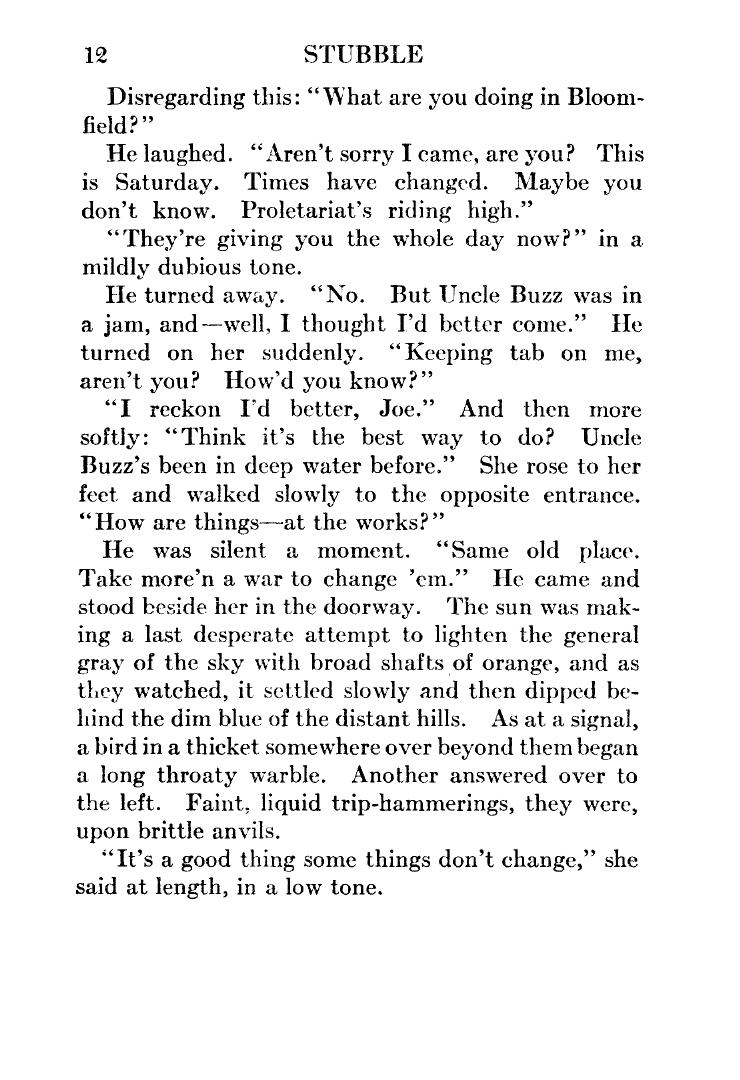 12 STUBBLE
Disregarding this: “What are you doing in Bloom-
field?”
He laughed. “Aren’t sorry I came, are you? This
is Saturday. Times have changed. Maybe you
don’t know. Proletariat’s riding high.”
“They’re giving you the whole day now?” in a
mildly dubious tone.
He turned away. “No. But Uncle Buzz was in
a jam, and—well, I thought I’d better come.” He
turned on her suddenly. “Keeping tab on me,
aren’t you? How’d you know?”
“I reckon I’d better, Joe.” And then more
softly: “Think it’s the best way to do? Uncle
Buzz’s been in deep water before.” She rose to her
feet and walked slowly to the opposite entrance.
“How are things—at the works?”
He was silent a moment. “Same old place.
Take more’n a war to change ’em.” He came and
stood beside her in the doorway. The sun was mak-
ing a last desperate attempt to lighten the general
gray of the sky with broad shafts of orange, and as
they watched, it settled slowly and then dipped be-
hind the dim blue of the distant hills. As at a signal,
a bird in a thicket somewhere over beyond them began
a long throaty warble. Another answered over to
the left. Faint, liquid trip-hammerings, they were,
upon brittle anvils.
“It’s a good thing some things don’t change,” she
said at length, in a low tone.